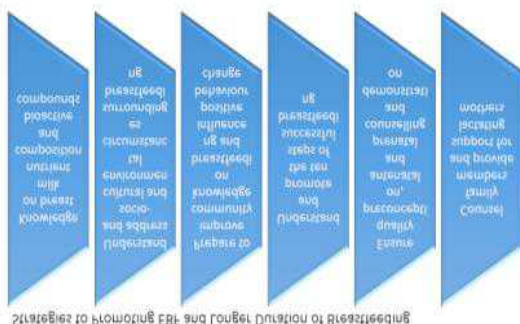 Strategies to Promoting EBF and Longer Duration of Breastfeeding
Knowledge
on breast
milk
nutrient
composition
and
bioactive
compounds
Understand
and address
socio-
cultural and
environmen
tal
circumstanc
es
surrounding
breastfeedi
ng
Prepare to
improve
community
knowledge
on
breastfeedi
ng and
influence
positive
behaviour
change
Understand
and
promote
the ten
steps of
successful
breastfeedi
ng
Ensure
quality
preconcepti
on,
antenatal
and
prenatal
counselling
and
demonstrati
on
Counsel
family
members
and provide
support for
lactating
mothers